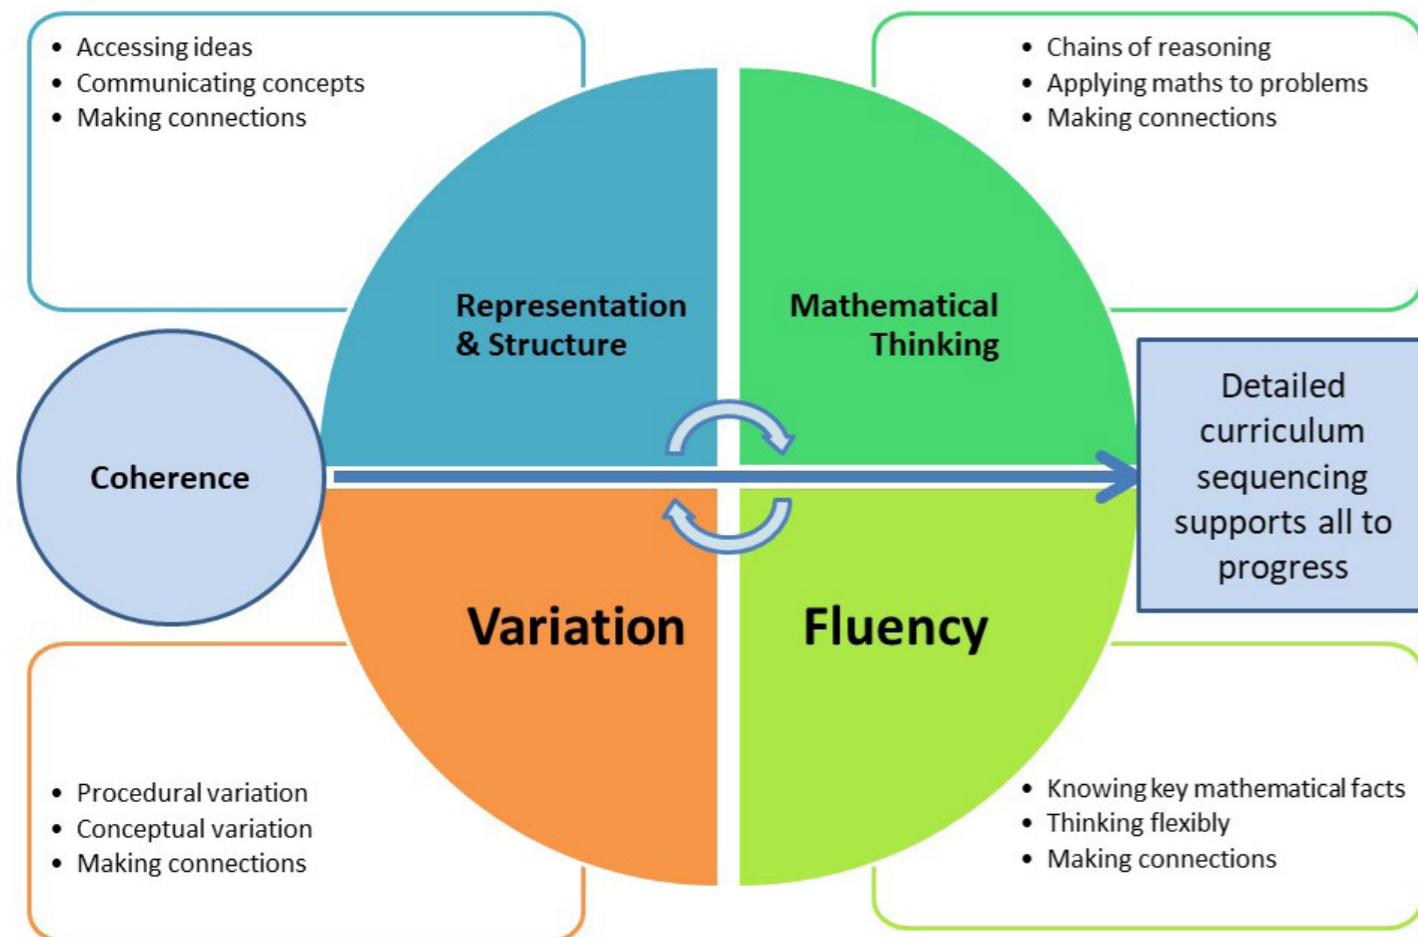 • Accessing ideas
• Communicating concepts
• Making connections
• Chains of reasoning
• Applying maths to problems
• Making connections
Representation
& Structure
Mathematical
Thinking
Coherence
Detailed
curriculum
sequencing
supports all to
progress
Variation
Fluency
• Procedural variation
• Conceptual variation
• Making connections
• Knowing key mathematical facts
• Thinking flexibly
• Making connections